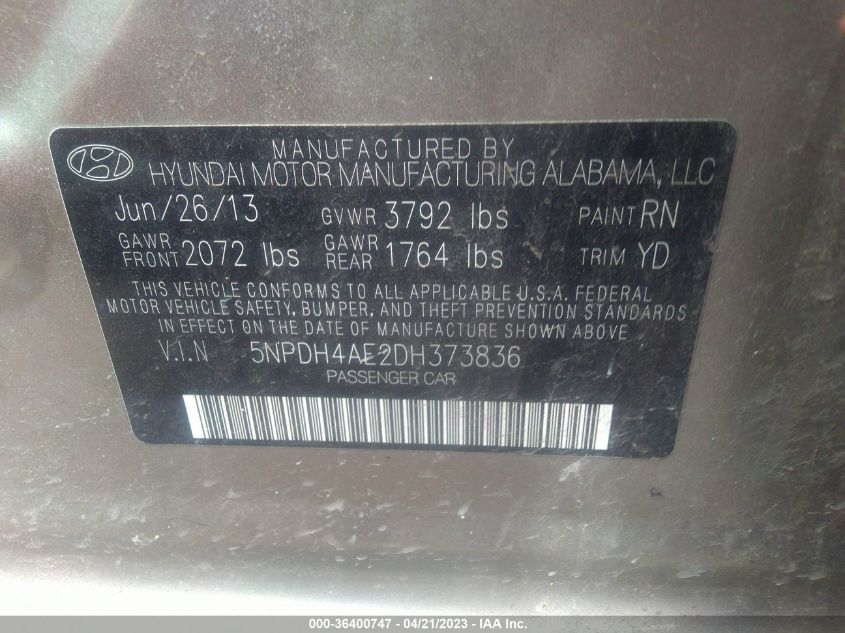 MANUFACTURED BY
HYUNDAI MOTOR MANUFACTURING ALABAMA, LLC
Jun/26/13 GVWR 3792 lbs PAINT RN
GAWR FRONT 2072 lbs GAWR REAR 1764 lbs TRIM YD
THIS VEHICLE CONFORMS TO ALL APPLICABLE U.S.A. FEDERAL
MOTOR VEHICLE SAFETY, BUMPER, AND THEFT PREVENTION STANDARDS
IN EFFECT ON THE DATE OF MANUFACTURE SHOWN ABOVE
V.I.N 5NPDH4AE2DH373836
PASSENGER CAR
000-36400747 - 04/21/2023 - IAA Inc.